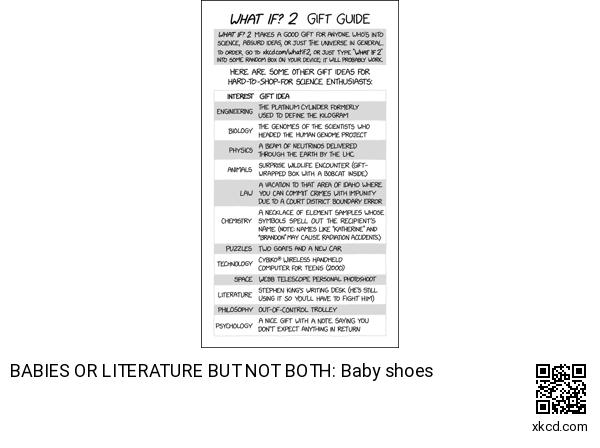 WHAT IF? 2 GIFT GUIDE
WHAT IF? 2 MAKES A GOOD GIFT FOR ANYONE WHO'S INTO
SCIENCE, ABSURD IDEAS, OR JUST THE UNIVERSE IN GENERAL.
TO ORDER, GO TO xkcd.com/whatif2, OR JUST TYPE "WHAT IF 2"
INTO SOME RANDOM BOX ON YOUR DEVICE; IT WILL PROBABLY WORK.
HERE ARE SOME OTHER GIFT IDEAS FOR
HARD-TO-SHOP-FOR SCIENCE ENTHUSIASTS:
INTEREST GIFT IDEA
ENGINEERING THE PLATINUM CYLINDER FORMERLY
USED TO DEFINE THE KILOGRAM
BIOLOGY THE GENOMES OF THE SCIENTISTS WHO
HEADED THE HUMAN GENOME PROJECT
PHYSICS A BEAM OF NEUTRINOS DELIVERED
THROUGH THE EARTH BY THE LHC
ANIMALS SURPRISE WILDLIFE ENCOUNTER (GIFT-
WRAPPED BOX WITH A BOBCAT INSIDE)
LAW A VACATION TO THAT AREA OF IDAHO WHERE
YOU CAN COMMIT CRIMES WITH IMPUNITY
DUE TO A COURT DISTRICT BOUNDARY ERROR
CHEMISTRY A NECKLACE OF ELEMENT SAMPLES WHOSE
SYMBOLS SPELL OUT THE RECIPIENT'S
NAME (NOTE: NAMES LIKE "KATHERINE" AND
"BRANDON" MAY CAUSE RADIATION ACCIDENTS)
PUZZLES TWO GOATS AND A NEW CAR
TECHNOLOGY CYBIKO® WIRELESS HANDHELD
COMPUTER FOR TEENS (2000)
SPACE WEBB TELESCOPE PERSONAL PHOTOSHOOT
LITERATURE STEPHEN KING'S WRITING DESK (HE'S STILL
USING IT SO YOU'LL HAVE TO FIGHT HIM)
PHILOSOPHY OUT-OF-CONTROL TROLLEY
PSYCHOLOGY A NICE GIFT WITH A NOTE SAYING YOU
DON'T EXPECT ANYTHING IN RETURN
BABIES OR LITERATURE BUT NOT BOTH: Baby shoes
xkcd.com